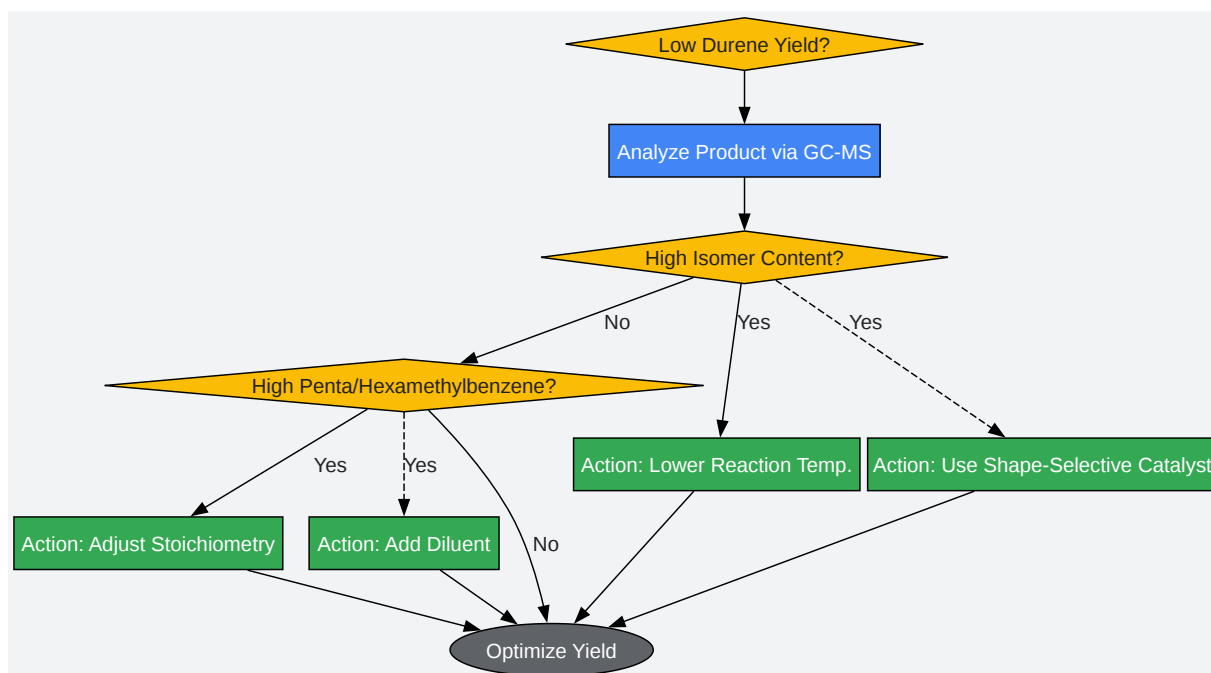 Low Durene Yield?
Analyze Product via GC-MS
High Isomer Content?
No
Yes
Yes
High Penta/Hexamethylbenzene?
Action: Lower Reaction Temp.
Action: Use Shape-Selective Catalyst
Yes
Yes
Action: Adjust Stoichiometry
Action: Add Diluent
No
Optimize Yield